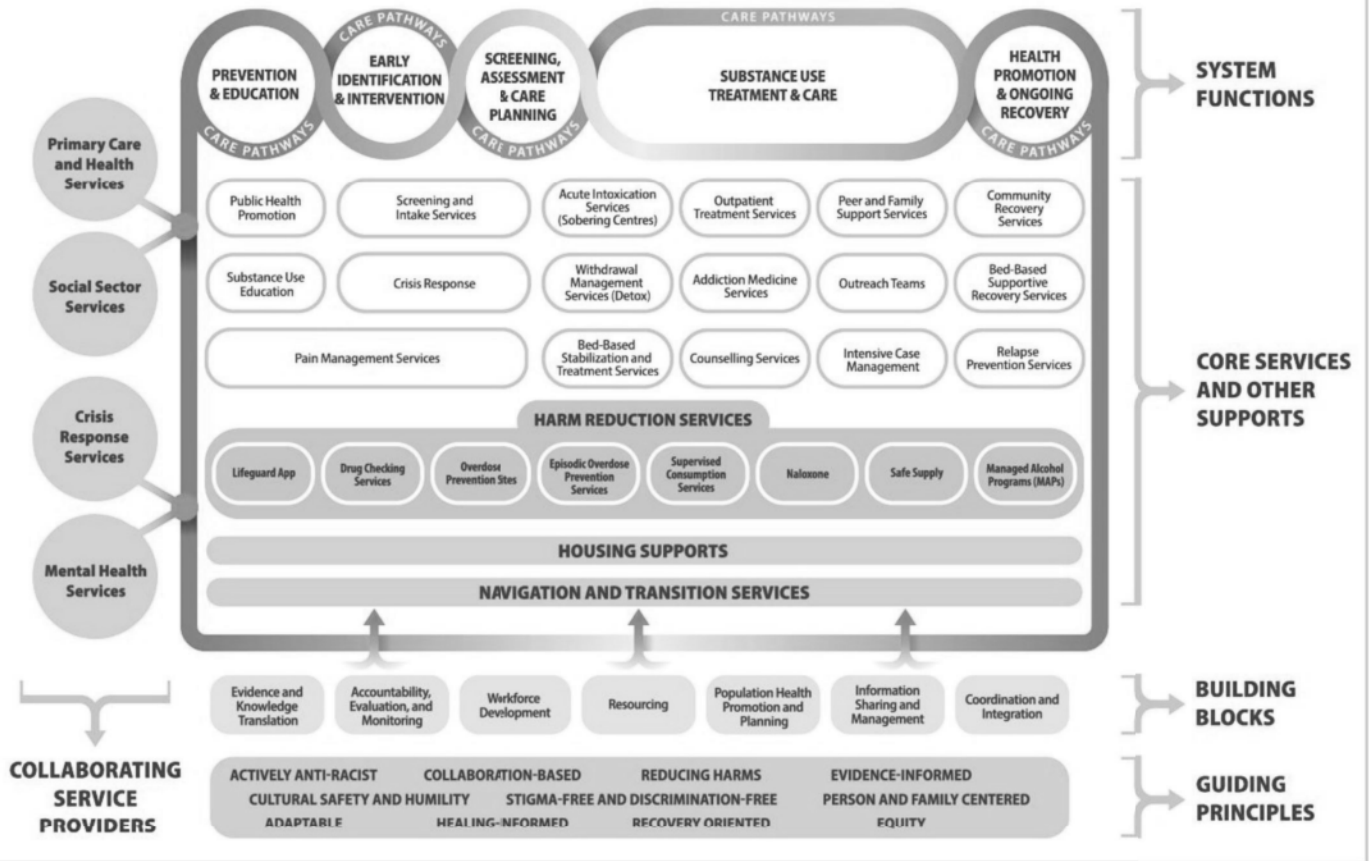 CARE PATHWAYS
CARE PATHWAYS
PREVENTION
& EDUCATION
CARE PATHWAYS
EARLY
IDENTIFICATION
& INTERVENTION
SCREENING,
ASSESSMENT
& CARE
PLANNING
CARE PATHWAYS
SUBSTANCE USE
TREATMENT & CARE
HEALTH
PROMOTION
& ONGOING
RECOVERY
CARE PATHWAYS
SYSTEM
FUNCTIONS
Primary Care
and Health
Services
Social Sector
Services
Crisis
Response
Services
Mental Health
Services
Public Health
Promotion
Screening and
Intake Services
Acute Intoxication
Services
(Sobering Centres)
Outpatient
Treatment Services
Peer and Family
Support Services
Community
Recovery
Services
Substance Use
Education
Crisis Response
Withdrawal
Management
Services (Detox)
Addiction Medicine
Services
Outreach Teams
Bed-Based
Supportive
Recovery Services
Pain Management Services
Bed-Based
Stabilization and
Treatment Services
Counselling Services
Intensive Case
Management
Relapse
Prevention Services
CORE SERVICES
AND OTHER
SUPPORTS
HARM REDUCTION SERVICES
Lifeguard App
Drug Checking
Services
Overdose
Prevention Sites
Episodic Overdose
Prevention
Services
Supervised
Consumption
Services
Naloxone
Safe Supply
Managed Alcohol
Programs (MAPs)
HOUSING SUPPORTS
NAVIGATION AND TRANSITION SERVICES
Evidence and
Knowledge
Translation
Accountability,
Evaluation, and
Monitoring
Workforce
Development
Resourcing
Population Health
Promotion and
Planning
Information
Sharing and
Management
Coordination and
Integration
BUILDING
BLOCKS
COLLABORATING
SERVICE
PROVIDERS
ACTIVELY ANTI-RACIST COLLABORATION-BASED REDUCING HARMS EVIDENCE-INFORMED
CULTURAL SAFETY AND HUMILITY STIGMA-FREE AND DISCRIMINATION-FREE PERSON AND FAMILY CENTERED
ADAPTABLE HEALING-INFORMED RECOVERY ORIENTED EQUITY
GUIDING
PRINCIPLES